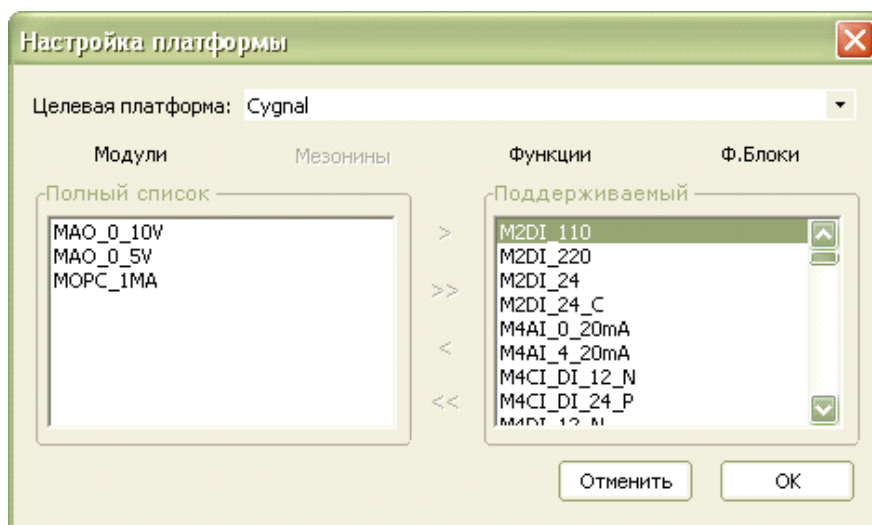 Настройка платформы
Целевая платформа: Cygnal
Модули Мезонины Функции Ф.Блоки
Полный список
MAO_0_10V
MAO_0_5V
MOPC_1MA
>
>>
<
<<
Поддерживаемый
M2DI_110
M2DI_220
M2DI_24
M2DI_24_C
M4AI_0_20mA
M4AI_4_20mA
M4CI_DI_12_N
M4CI_DI_24_P
M4DI_12_N
Отменить OK